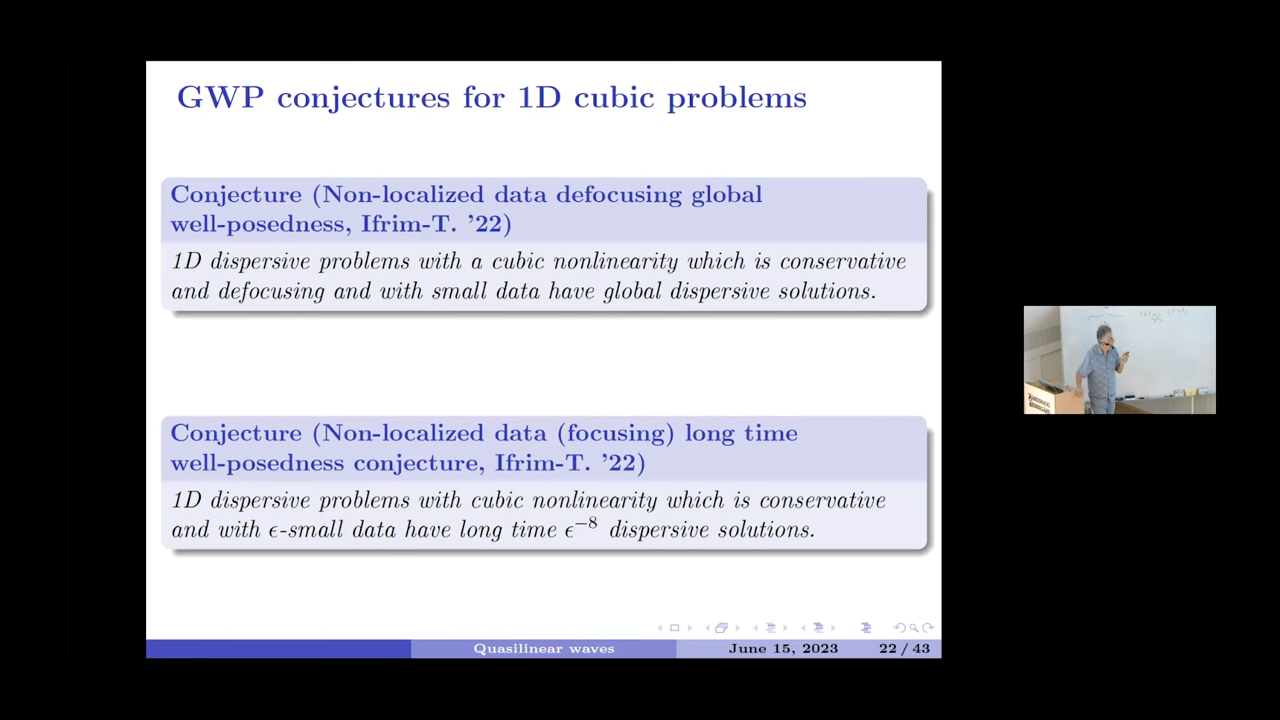 GWP conjectures for 1D cubic problems
Conjecture (Non-localized data defocusing global
well-posedness, Ifrim-T. '22)
1D dispersive problems with a cubic nonlinearity which is conservative
and defocusing and with small data have global dispersive solutions.
Conjecture (Non-localized data (focusing) long time
well-posedness conjecture, Ifrim-T. '22)
1D dispersive problems with cubic nonlinearity which is conservative
and with ϵ-small data have long time ϵ⁻⁸ dispersive solutions.
Quasilinear waves
June 15, 2023
22 / 43